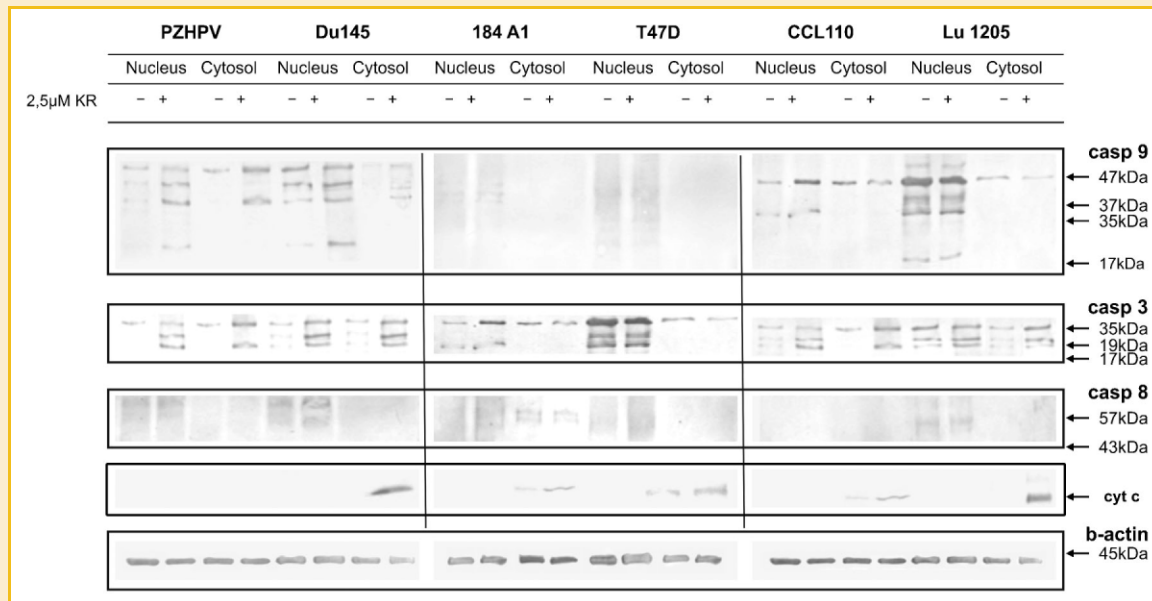 PZHPV Du145 184 A1 T47D CCL110 Lu 1205
Nucleus Cytosol Nucleus Cytosol Nucleus Cytosol Nucleus Cytosol Nucleus Cytosol Nucleus Cytosol
2,5µM KR − + − + − + − + − + − + − + − + − + − + − + − +
casp 9
47kDa
37kDa
35kDa
17kDa
casp 3
35kDa
19kDa
17kDa
casp 8
57kDa
43kDa
cyt c
b-actin
45kDa